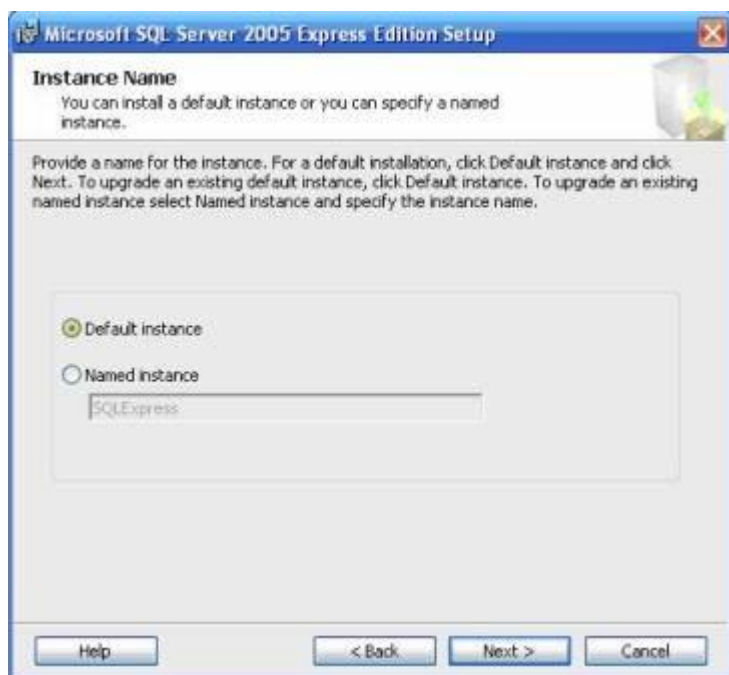 Microsoft SQL Server 2005 Express Edition Setup
Instance Name
You can install a default instance or you can specify a named
instance.
Provide a name for the instance. For a default installation, click Default instance and click
Next. To upgrade an existing default instance, click Default instance. To upgrade an existing
named instance select Named instance and specify the instance name.
Default instance
Named instance
SQLExpress
Help
< Back
Next >
Cancel